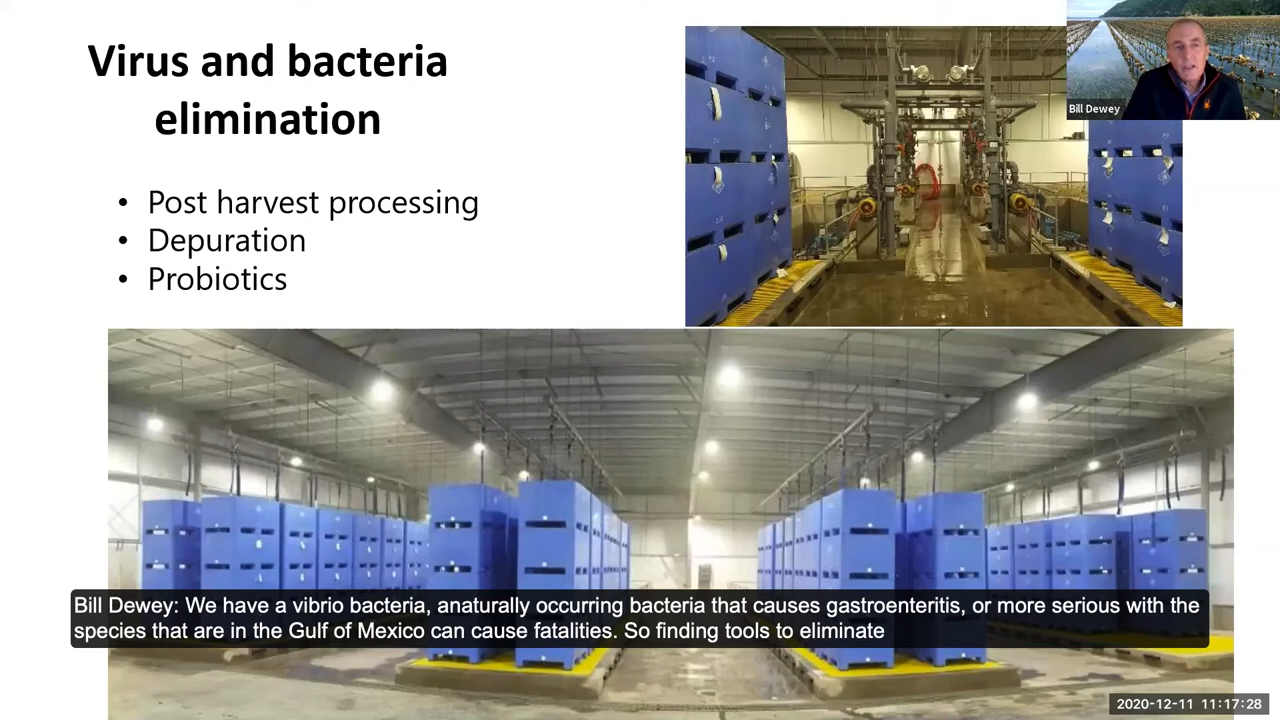 Virus and bacteria
elimination
• Post harvest processing
• Depuration
• Probiotics
Bill Dewey
Bill Dewey: We have a vibrio bacteria, anaturally occurring bacteria that causes gastroenteritis, or more serious with the
species that are in the Gulf of Mexico can cause fatalities. So finding tools to eliminate
2020-12-11 11:17:28